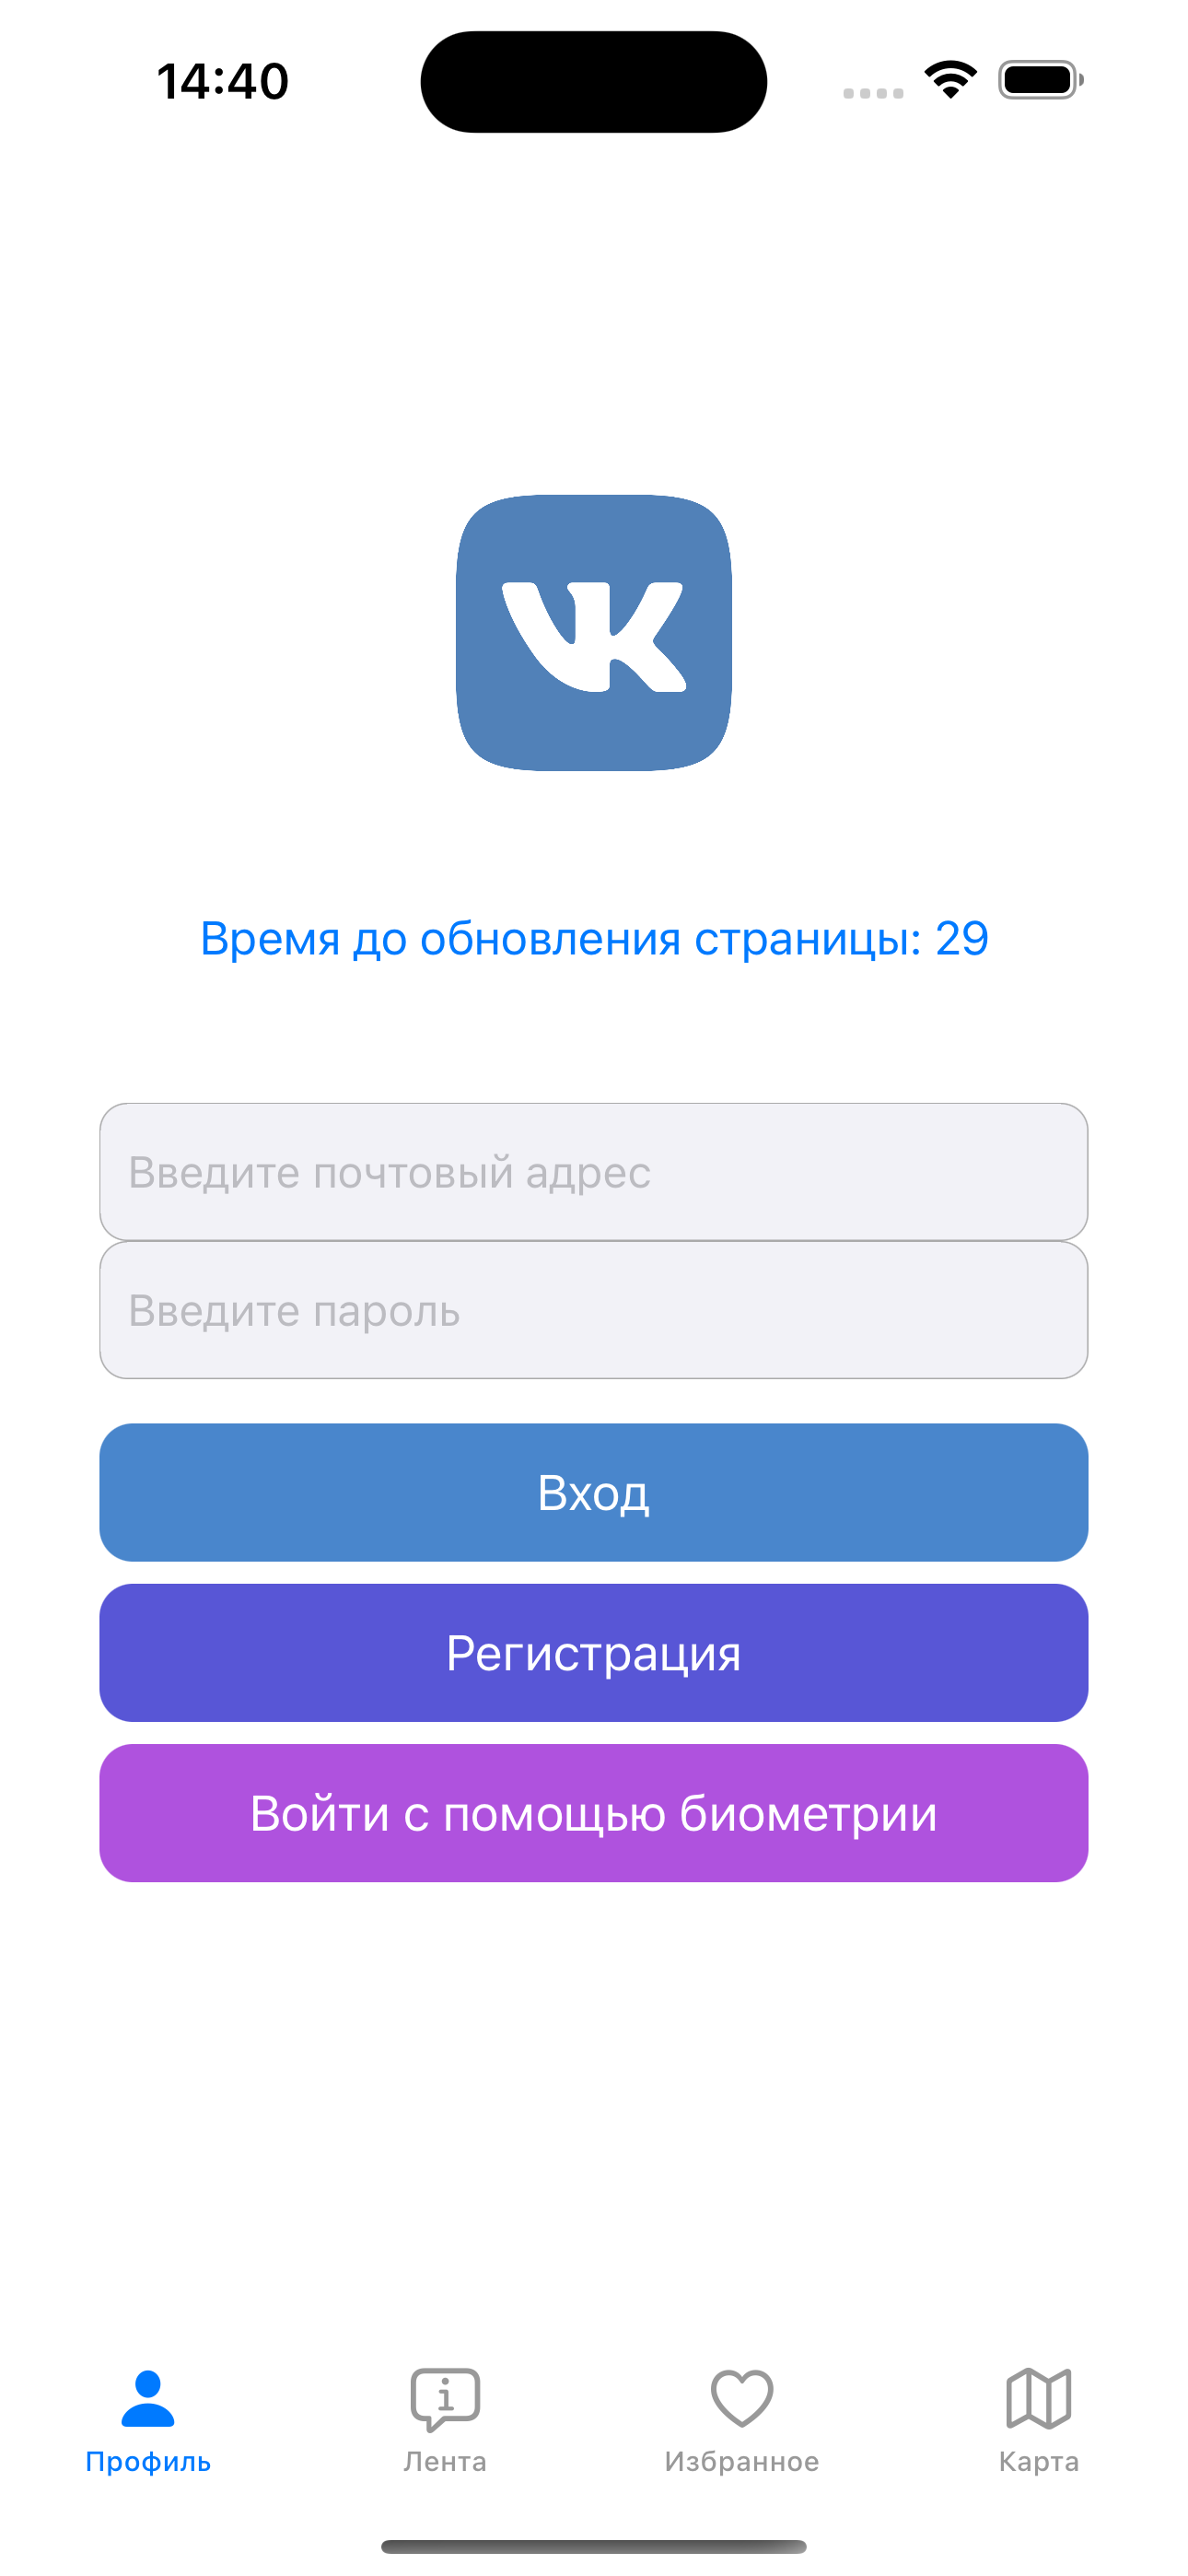 14:40
VK
Время до обновления страницы: 29
Введите почтовый адрес
Введите пароль
Вход
Регистрация
Войти с помощью биометрии
Профиль
Лента
Избранное
Карта